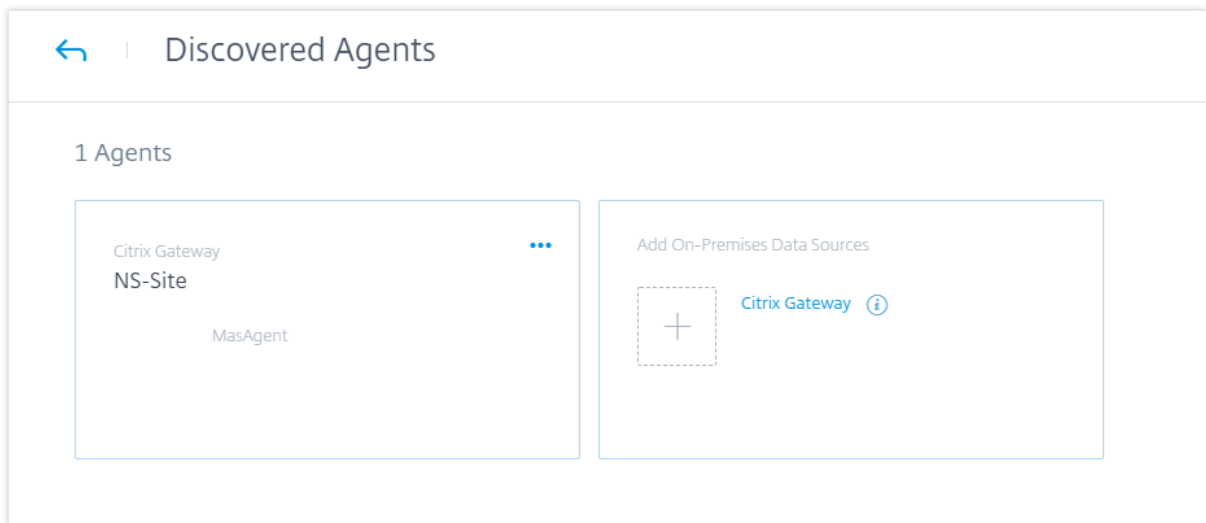 Discovered Agents
1 Agents
Citrix Gateway
NS-Site
MasAgent
Add On-Premises Data Sources
Citrix Gateway